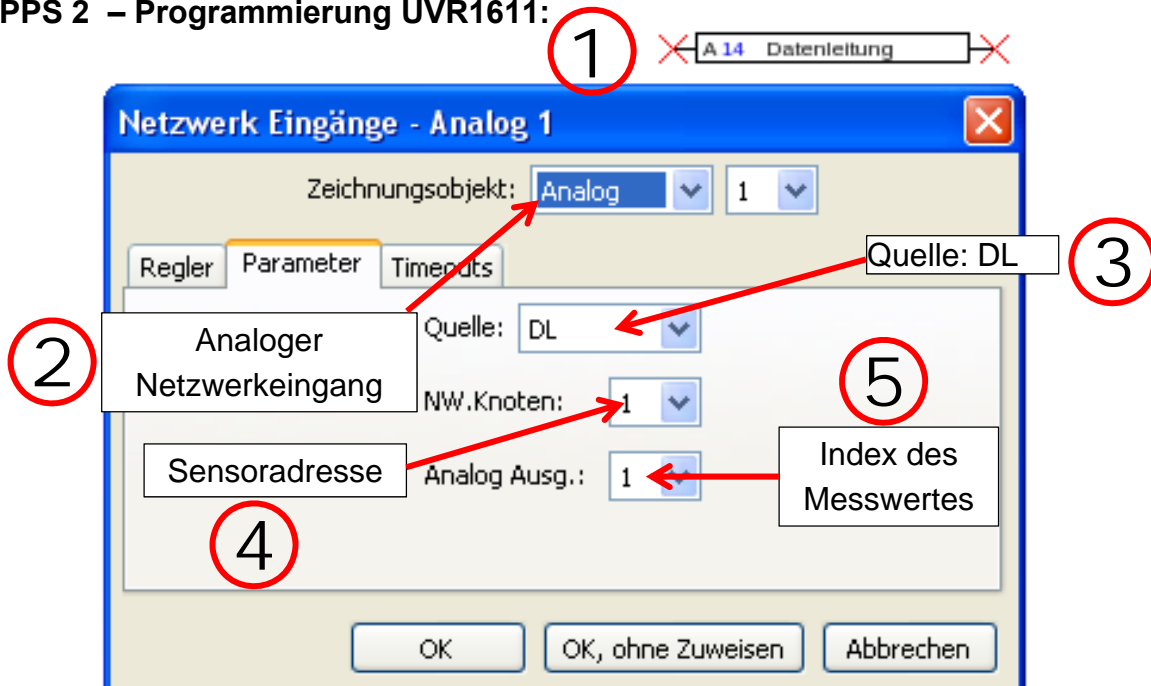 PPS 2 – Programmierung UVR1611:
1
A 14 Datenleitung
Netzwerk Eingänge - Analog 1
Zeichnungsobjekt: Analog 1
Regler Parameter Timeouts
Quelle: DL
3
2
Analoger
Netzwerkeingang
Quelle: DL
NW.Knoten: 1
5
Sensoradresse
Analog Ausg.: 1
Index des
Messwertes
4
OK OK, ohne Zuweisen Abbrechen